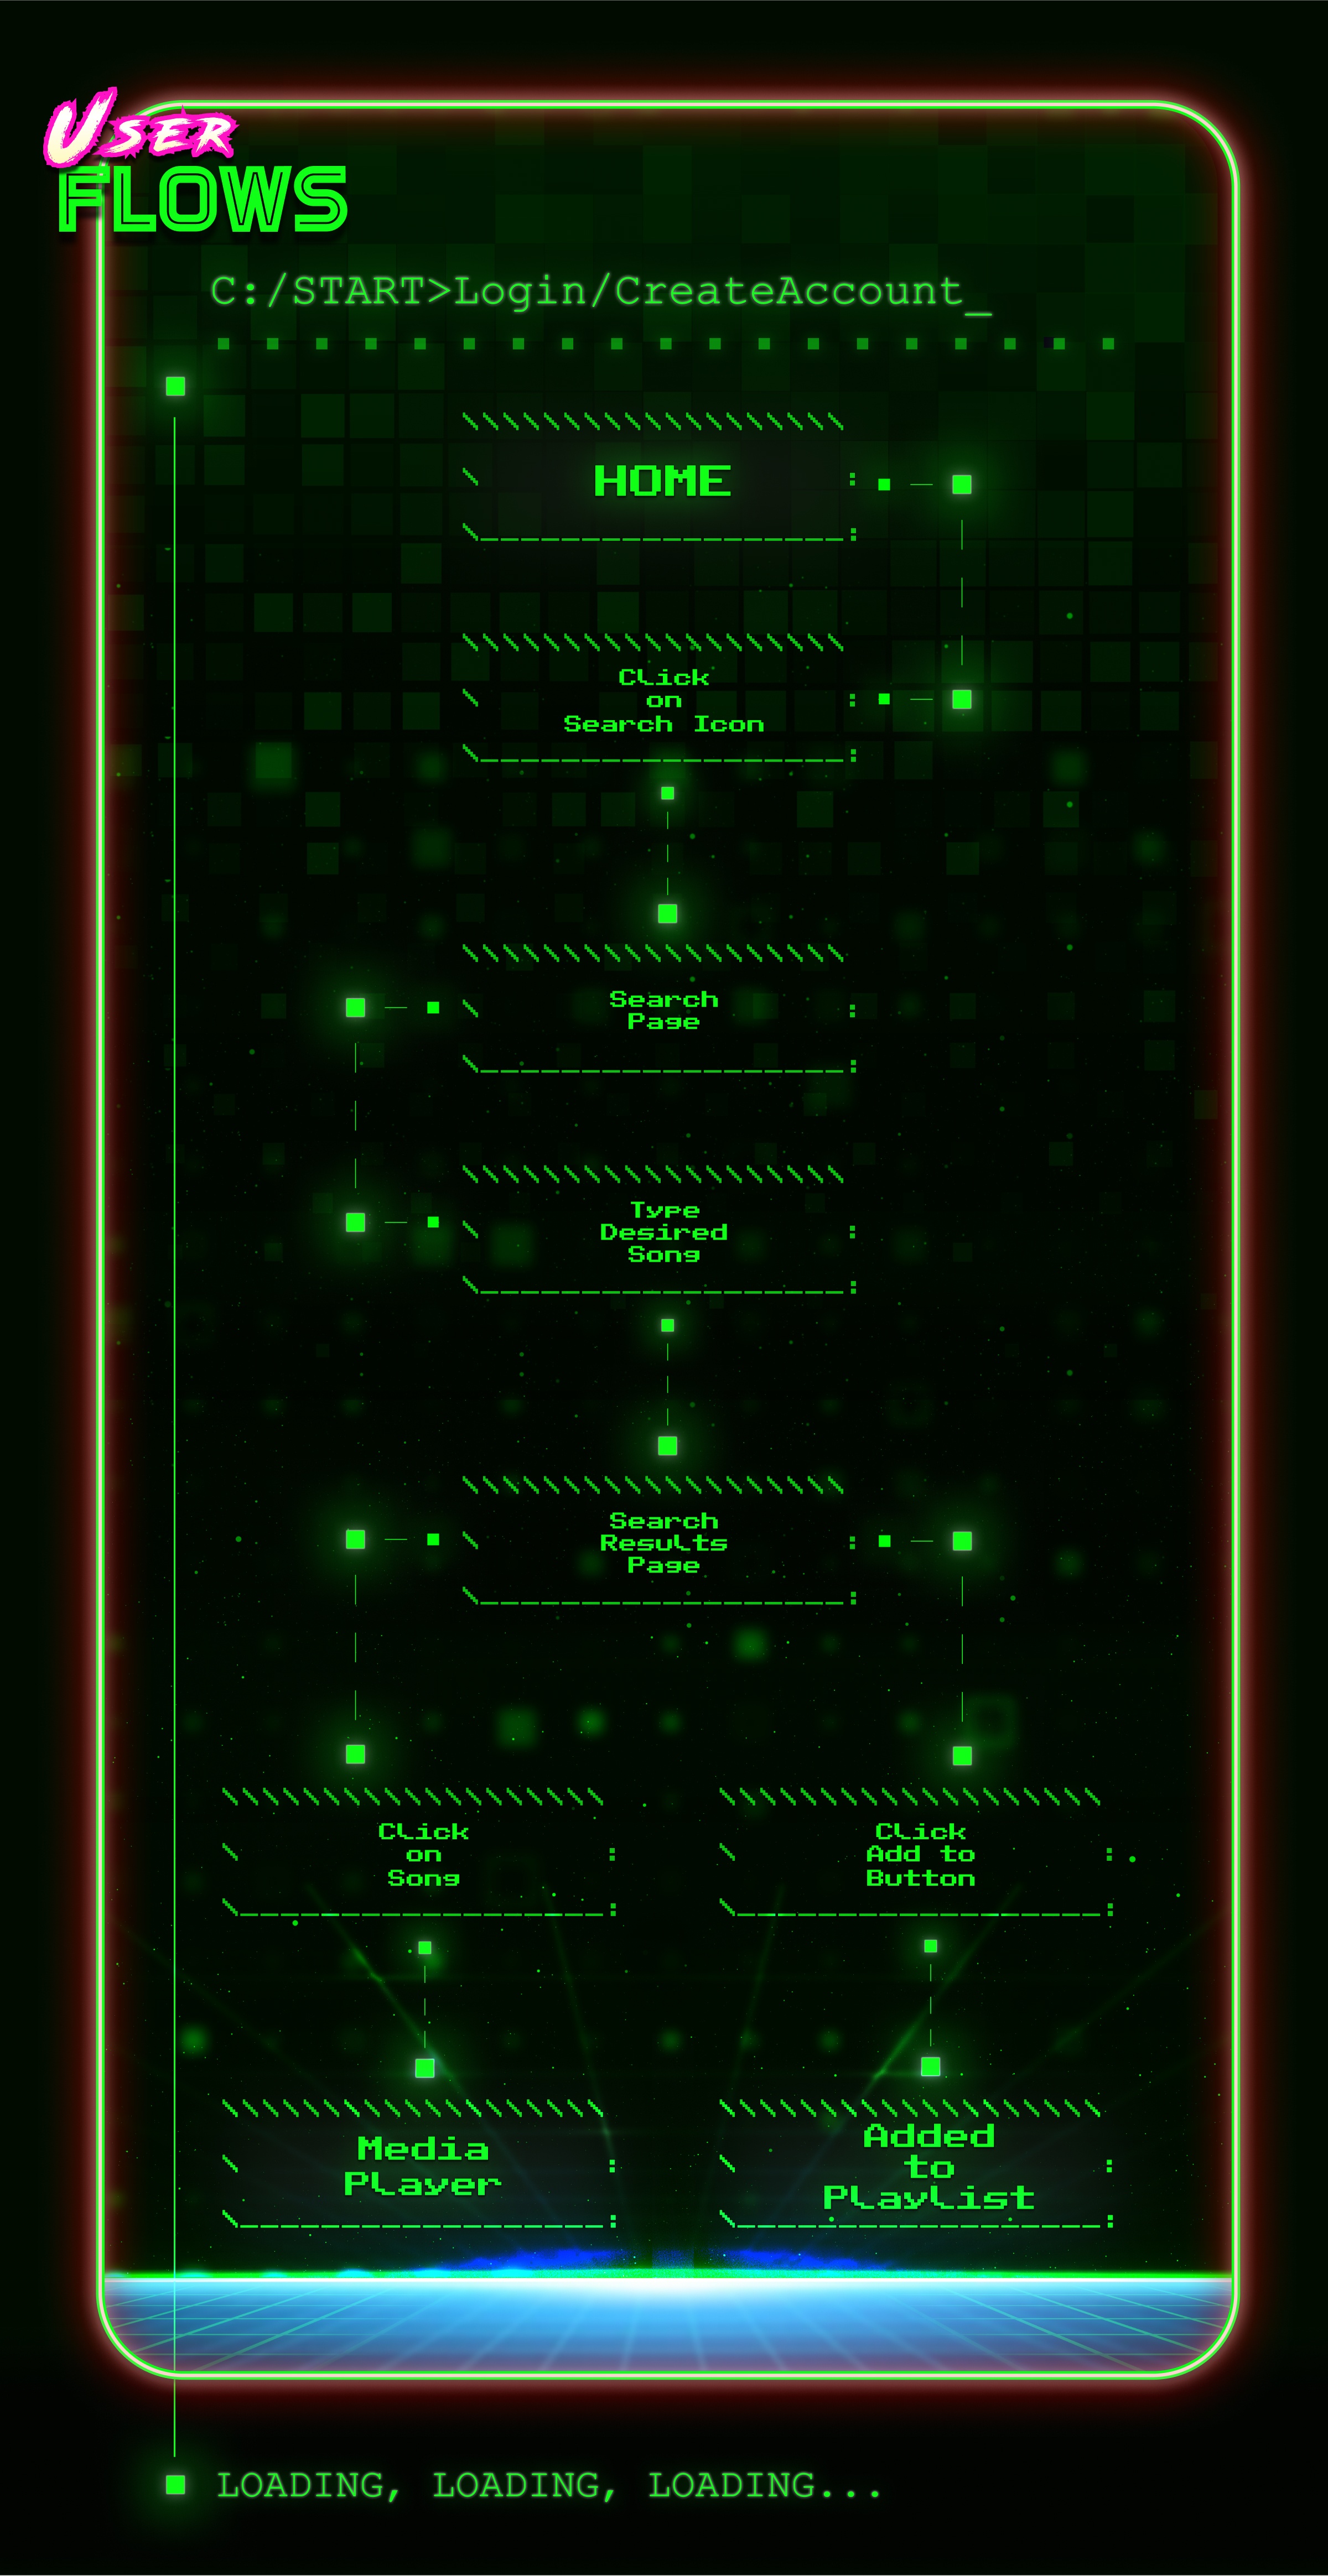 User
FLOWS
C:/START>Login/CreateAccount_
HOME
Click
on
Search Icon
Search
Page
Type
Desired
Song
Search
Results
Page
Click
on
Song
Click
Add to
Button
Media
Player
Added
to
Playlist
LOADING, LOADING, LOADING...